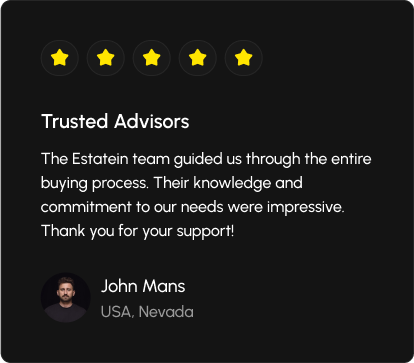 Trusted Advisors
The Estatein team guided us through the entire
buying process. Their knowledge and
commitment to our needs were impressive.
Thank you for your support!
John Mans
USA, Nevada